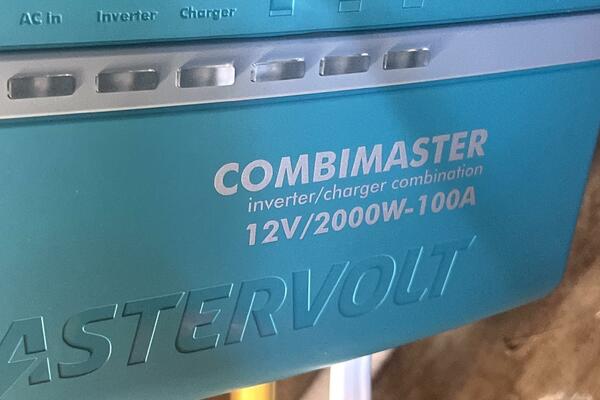 AC in Inverter Charger
COMBIMASTER
inverter/charger combination
12V/2000W-100A
ASTERVOLT